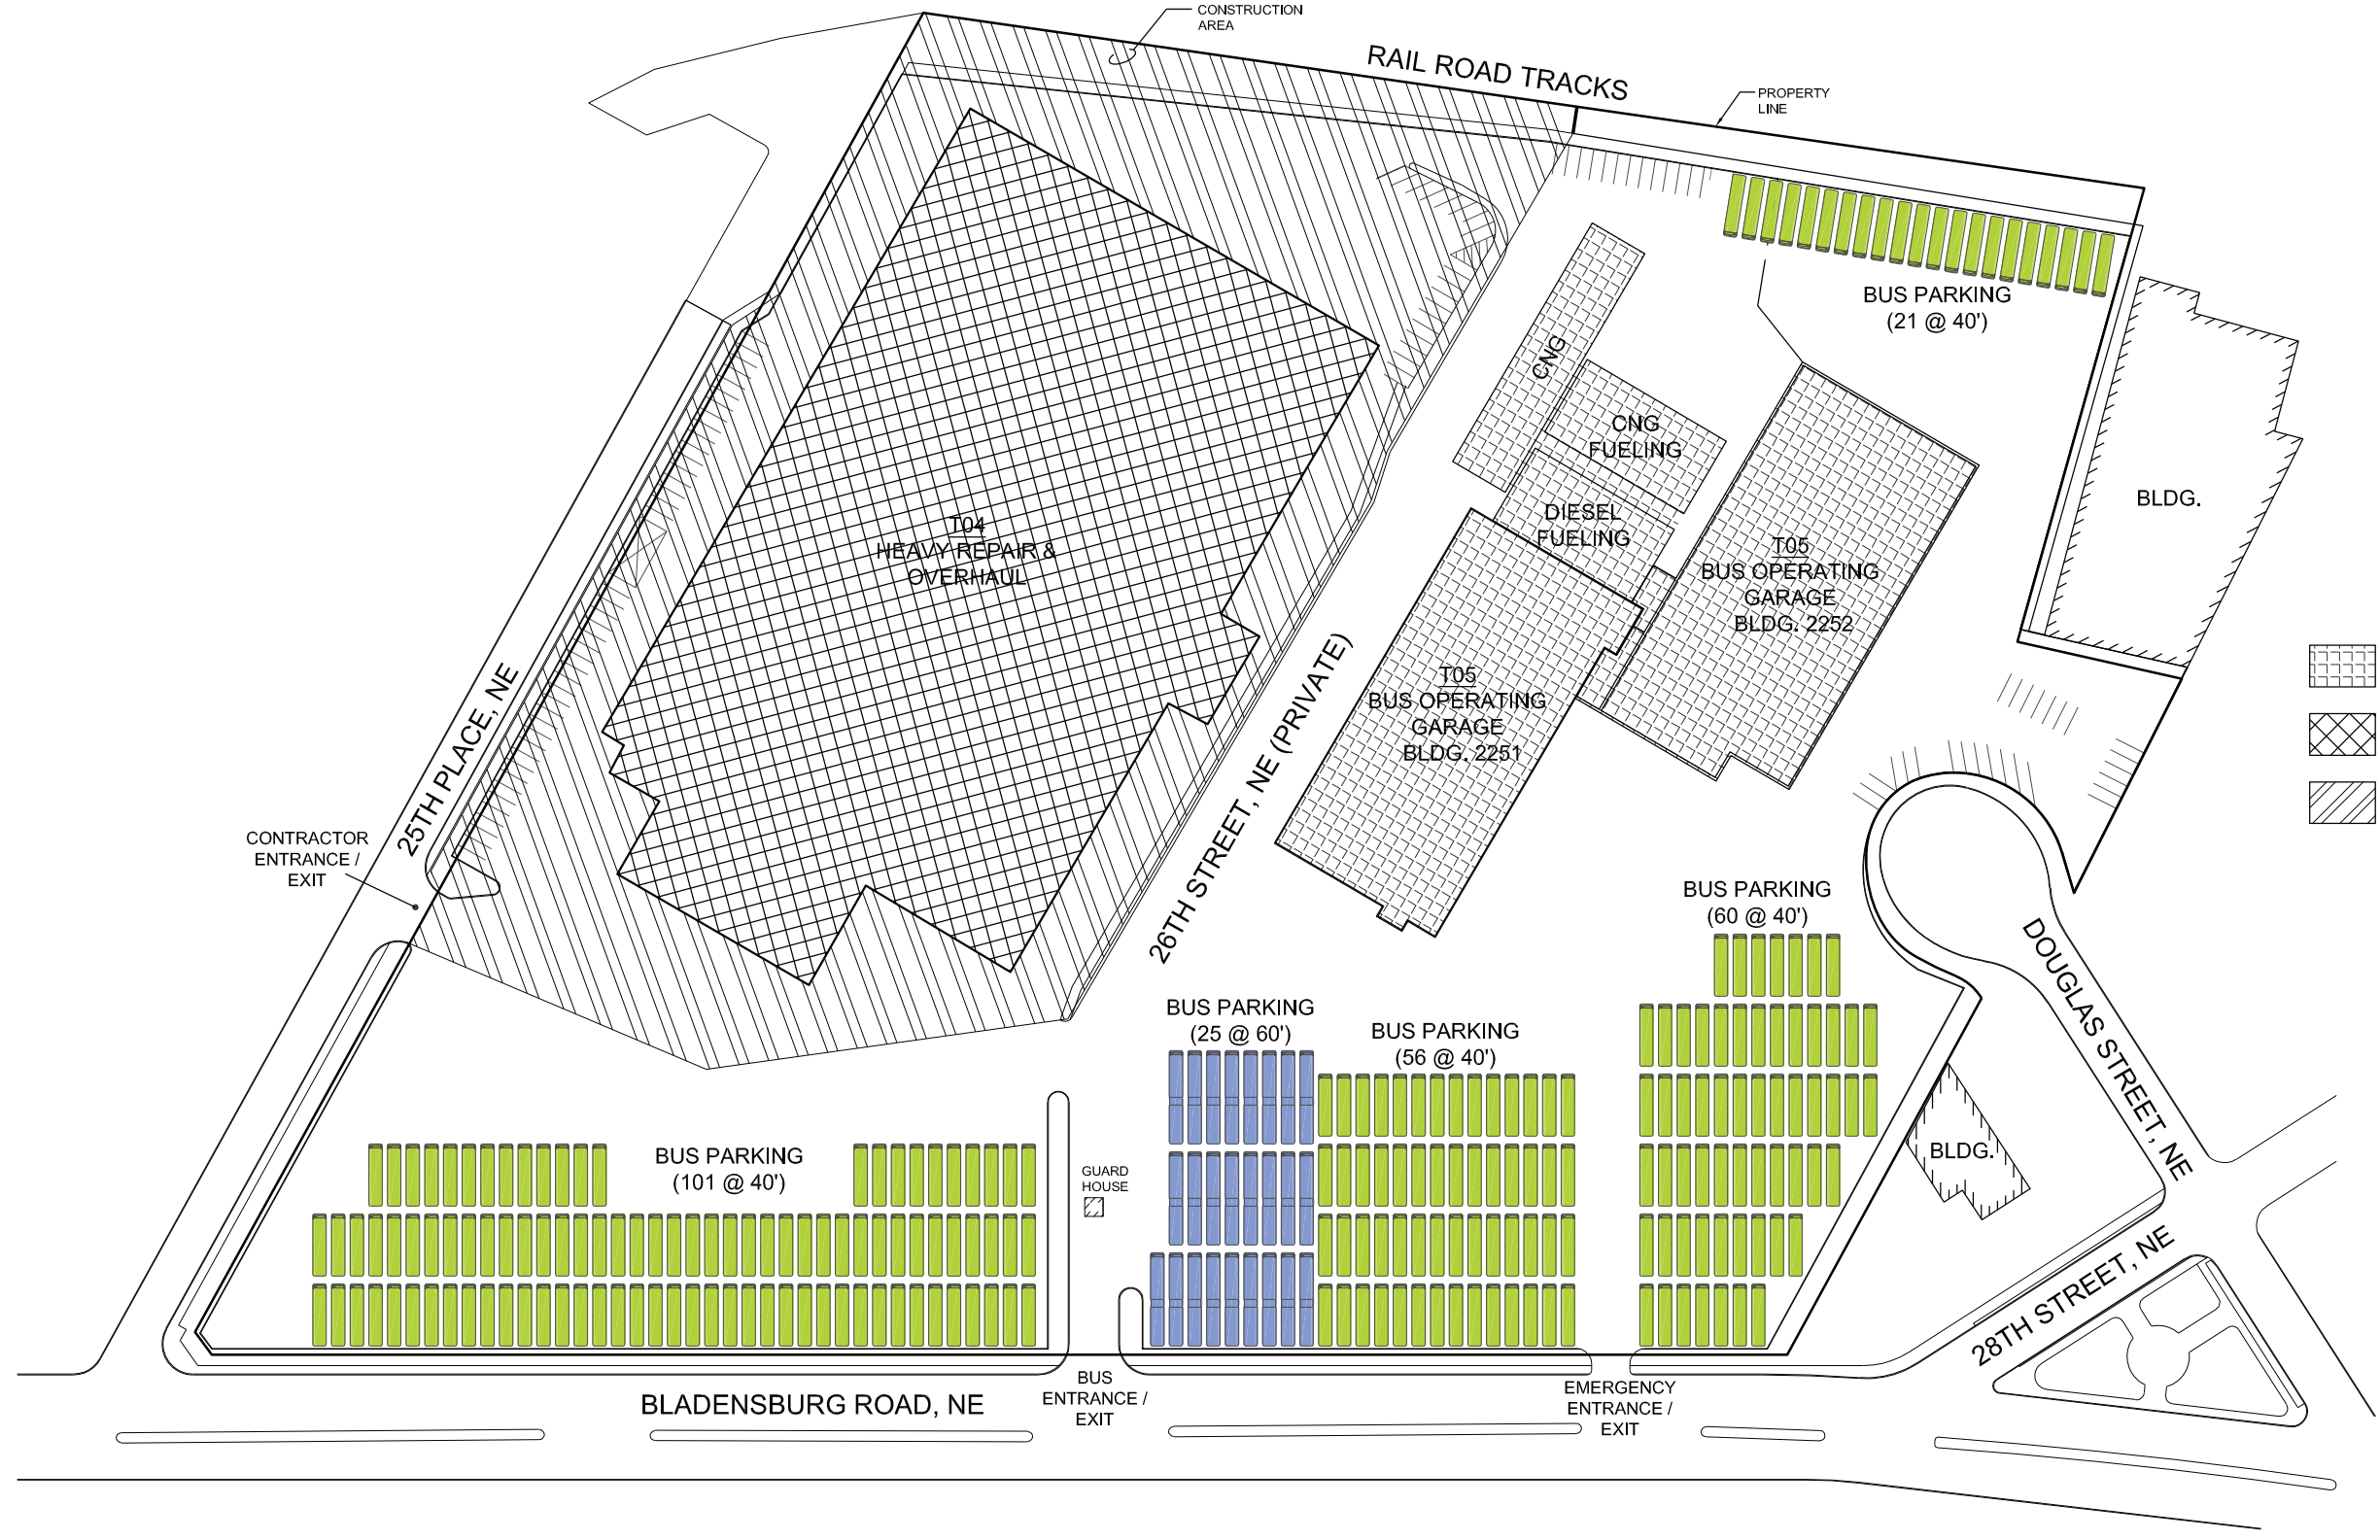 CONSTRUCTION
AREA
RAIL ROAD TRACKS
PROPERTY
LINE
BUS PARKING
(21 @ 40')
CNG
CNG
FUELING
DIESEL
FUELING
BLDG.
T04
HEAVY REPAIR &
OVERHAUL
T05
BUS OPERATING
GARAGE
BLDG. 2252
T05
BUS OPERATING
GARAGE
BLDG. 2251
25TH PLACE, NE
26TH STREET, NE (PRIVATE)
CONTRACTOR
ENTRANCE /
EXIT
BUS PARKING
(60 @ 40')
DOUGLAS STREET, NE
BUS PARKING
(25 @ 60')
BUS PARKING
(56 @ 40')
BUS PARKING
(101 @ 40')
GUARD
HOUSE
BLDG.
28TH STREET, NE
BLADENSBURG ROAD, NE
BUS
ENTRANCE /
EXIT
EMERGENCY
ENTRANCE /
EXIT